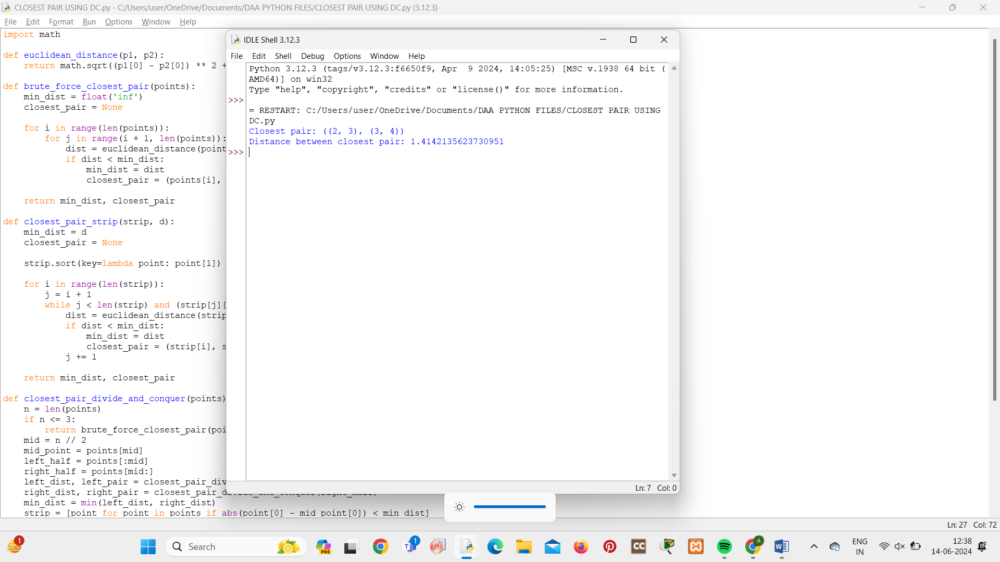 CLOSEST PAIR USING DC.py - C:/Users/user/OneDrive/Documents/DAA PYTHON FILES/CLOSEST PAIR USING DC.py (3.12.3)
File Edit Format Run Options Window Help
import math
def euclidean_distance(p1, p2):
    return math.sqrt((p1[0] - p2[0]) ** 2 +
def brute_force_closest_pair(points):
    min_dist = float('inf')
    closest_pair = None
    for i in range(len(points)):
        for j in range(i + 1, len(points)):
            dist = euclidean_distance(point
            if dist < min_dist:
                min_dist = dist
                closest_pair = (points[i],
    return min_dist, closest_pair
def closest_pair_strip(strip, d):
    min_dist = d
    closest_pair = None
    strip.sort(key=lambda point: point[1])
    for i in range(len(strip)):
        j = i + 1
        while j < len(strip) and (strip[j][
            dist = euclidean_distance(strip
            if dist < min_dist:
                min_dist = dist
                closest_pair = (strip[i], s
            j += 1
    return min_dist, closest_pair
def closest_pair_divide_and_conquer(points)
    n = len(points)
    if n <= 3:
        return brute_force_closest_pair(poi
    mid = n // 2
    mid_point = points[mid]
    left_half = points[:mid]
    right_half = points[mid:]
    left_dist, left_pair = closest_pair_div
    right_dist, right_pair = closest_pair_divide_and_conquer(right_half)
    min_dist = min(left_dist, right_dist)
    strip = [point for point in points if abs(point[0] - mid_point[0]) < min_dist]
Ln: 27 Col: 72
IDLE Shell 3.12.3
File Edit Shell Debug Options Window Help
Python 3.12.3 (tags/v3.12.3:f6650f9, Apr  9 2024, 14:05:25) [MSC v.1938 64 bit (
AMD64)] on win32
Type "help", "copyright", "credits" or "license()" for more information.
>>>
= RESTART: C:/Users/user/OneDrive/Documents/DAA PYTHON FILES/CLOSEST PAIR USING
DC.py
Closest pair: ((2, 3), (3, 4))
Distance between closest pair: 1.4142135623730951
>>>
Ln: 7 Col: 0
1
Search
PRE
1
CC
A
ENG
IN
12:38
14-06-2024